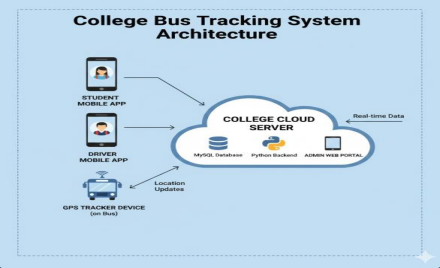 College Bus Tracking System
Architecture
STUDENT
MOBILE APP
DRIVER
MOBILE APP
GPS TRACKER DEVICE
(on Bus)
Location
Updates
COLLEGE CLOUD
SERVER
MySQL Database
Python Backend
ADMIN WEB PORTAL
Real-time Data